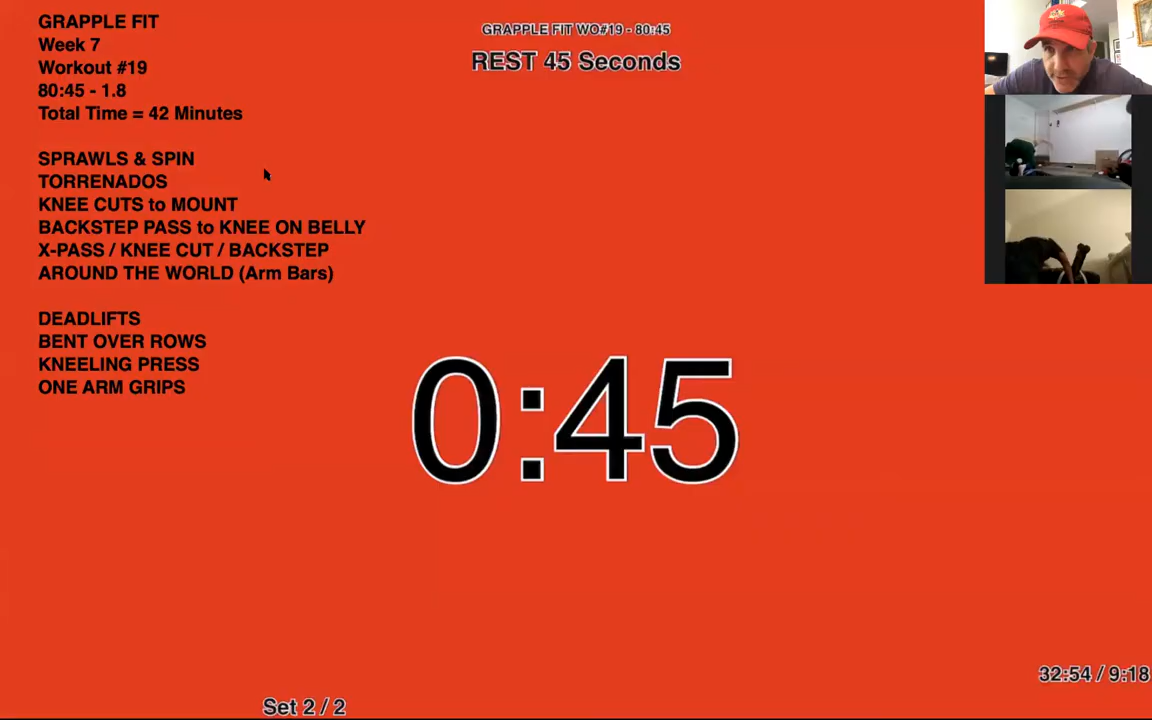 GRAPPLE FIT
Week 7
Workout #19
80:45 - 1.8
Total Time = 42 Minutes
SPRAWLS & SPIN
TORRENADOS
KNEE CUTS to MOUNT
BACKSTEP PASS to KNEE ON BELLY
X-PASS / KNEE CUT / BACKSTEP
AROUND THE WORLD (Arm Bars)
DEADLIFTS
BENT OVER ROWS
KNEELING PRESS
ONE ARM GRIPS
GRAPPLE FIT WO#19 - 80:45
REST 45 Seconds
0:45
32:54 / 9:18
Set 2 / 2